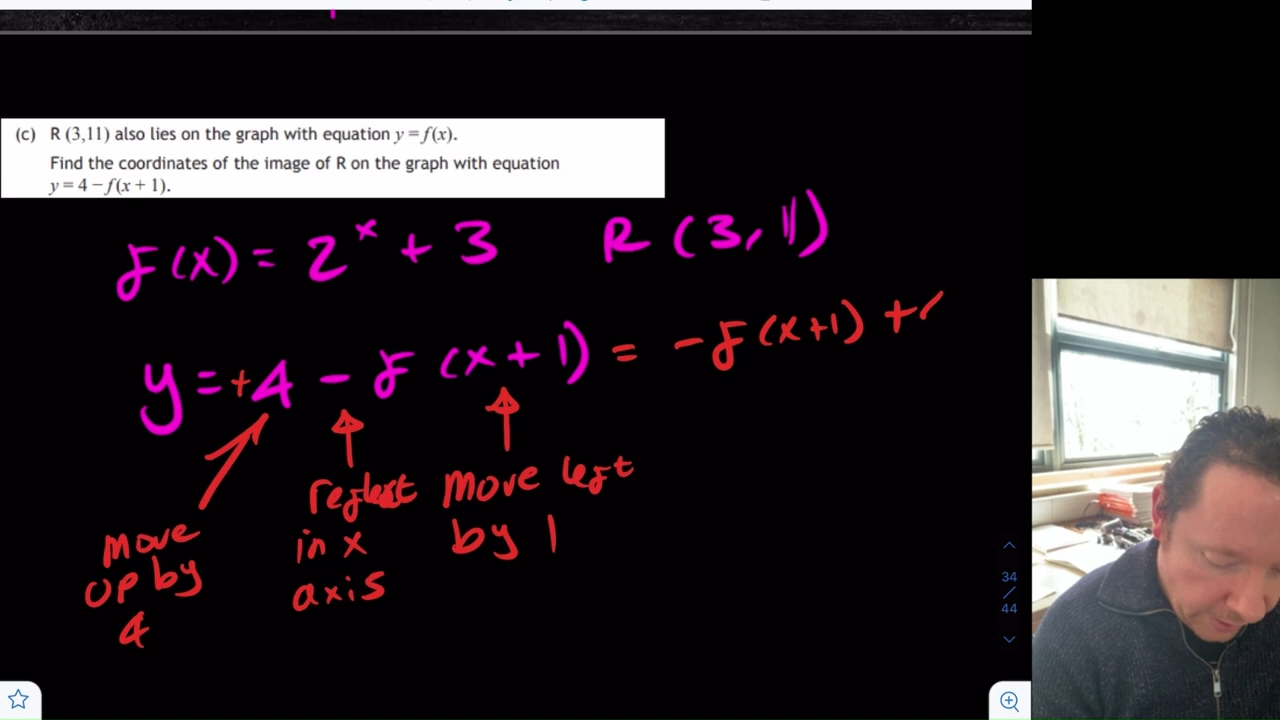 (c) R (3,11) also lies on the graph with equation y = f(x).
Find the coordinates of the image of R on the graph with equation
y = 4 – f(x + 1).
f(x) = 2ˣ + 3 R (3, 11)
y = +4 - f (x + 1) = - f (x+1) +
reflect move left
in x by 1
axis
move
up by
4
34
/
44